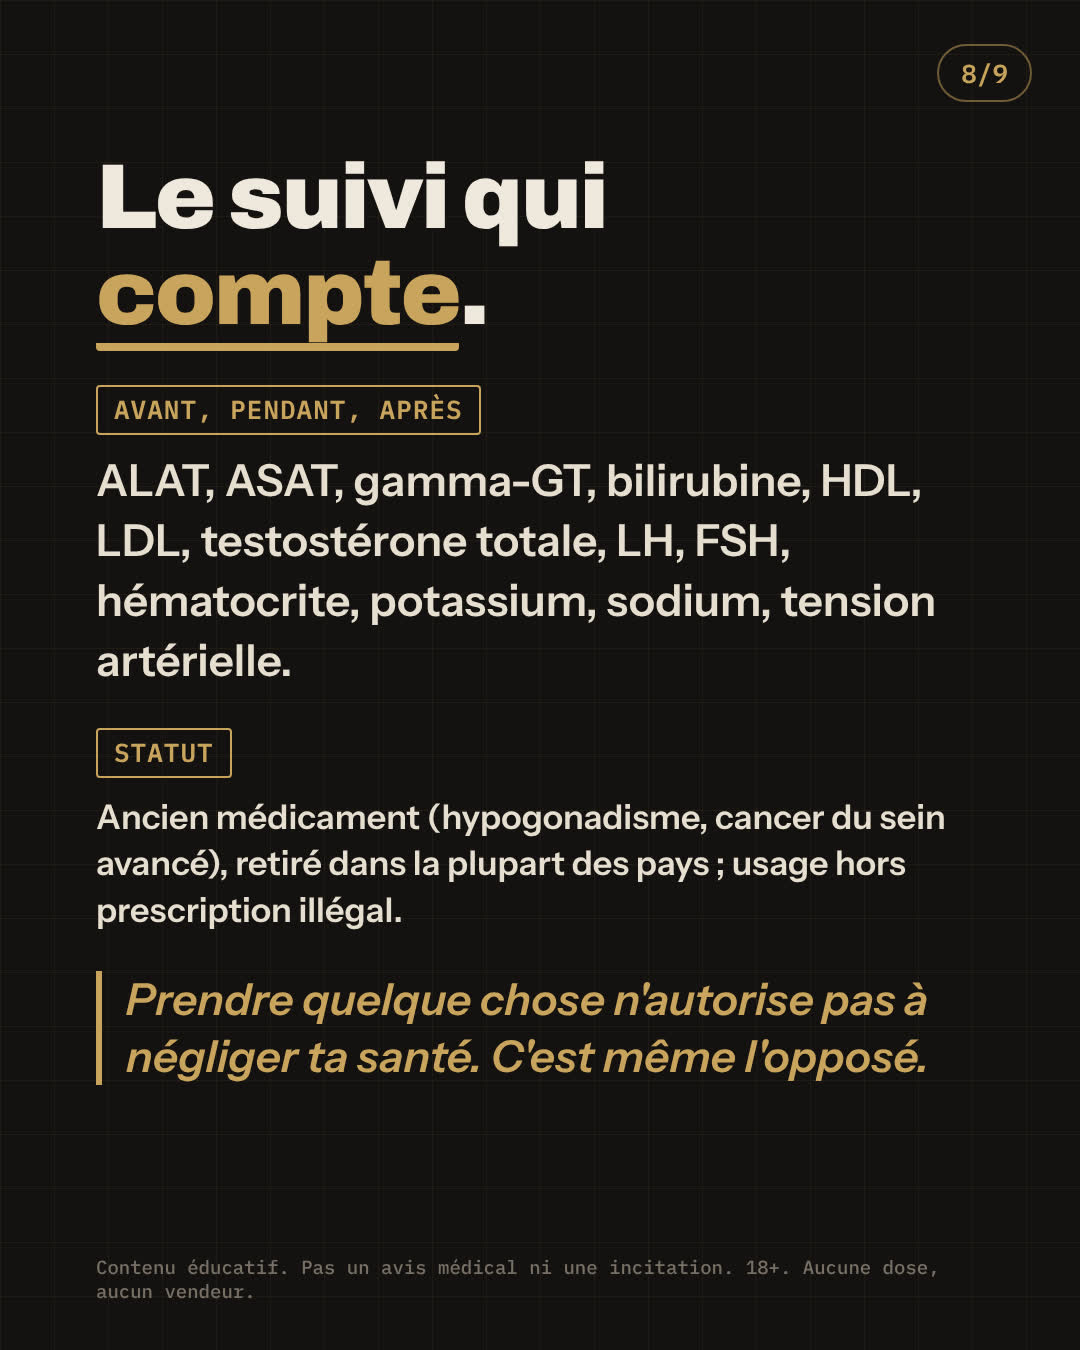 8/9
Le suivi qui
compte.
AVANT, PENDANT, APRÈS
ALAT, ASAT, gamma-GT, bilirubine, HDL,
LDL, testostérone totale, LH, FSH,
hématocrite, potassium, sodium, tension
artérielle.
STATUT
Ancien médicament (hypogonadisme, cancer du sein
avancé), retiré dans la plupart des pays ; usage hors
prescription illégal.
Prendre quelque chose n'autorise pas à
négliger ta santé. C'est même l'opposé.
Contenu éducatif. Pas un avis médical ni une incitation. 18+. Aucune dose,
aucun vendeur.